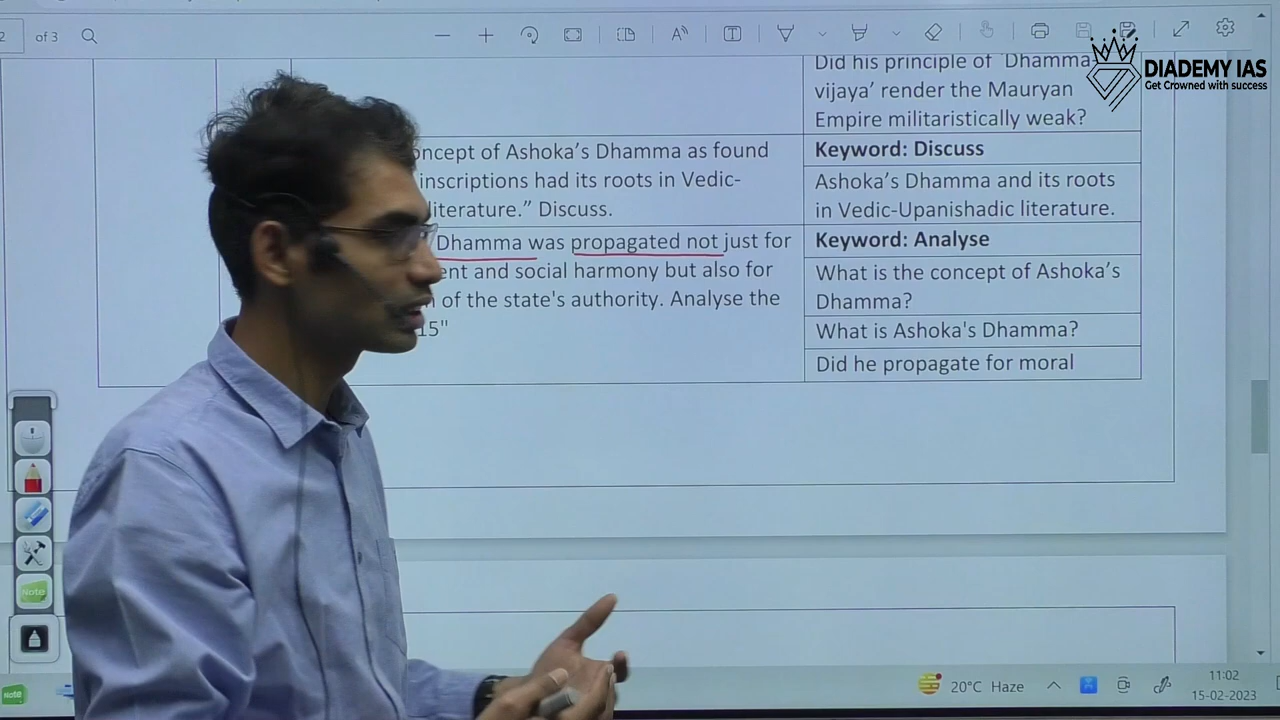 2
of 3
DIADEMY IAS
Get Crowned with success
Did his principle of 'Dhamma
vijaya' render the Mauryan
Empire militaristically weak?
concept of Ashoka's Dhamma as found
inscriptions had its roots in Vedic-
literature." Discuss.
Keyword: Discuss
Ashoka's Dhamma and its roots
in Vedic-Upanishadic literature.
Dhamma was propagated not just for
and social harmony but also for
of the state's authority. Analyse the
15"
Keyword: Analyse
What is the concept of Ashoka's
Dhamma?
What is Ashoka's Dhamma?
Did he propagate for moral
Note
Note
20°C Haze
11:02
15-02-2023